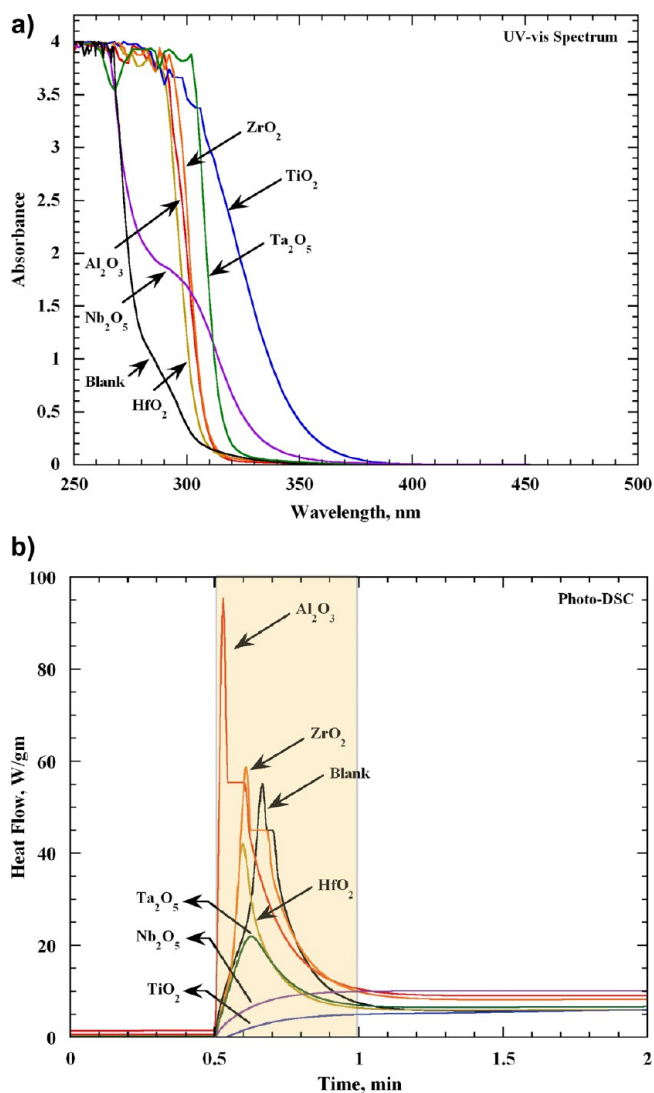 a)
UV-vis Spectrum
4
3.5
3
2.5
2
1.5
1
0.5
0
Absorbance
ZrO₂
TiO₂
Ta₂O₅
Al₂O₃
Nb₂O₅
Blank
HfO₂
250 300 350 400 450 500
Wavelength, nm
b)
Photo-DSC
100
80
60
40
20
0
Heat Flow, W/gm
Al₂O₃
ZrO₂
Blank
HfO₂
Ta₂O₅
Nb₂O₅
TiO₂
0 0.5 1 1.5 2
Time, min